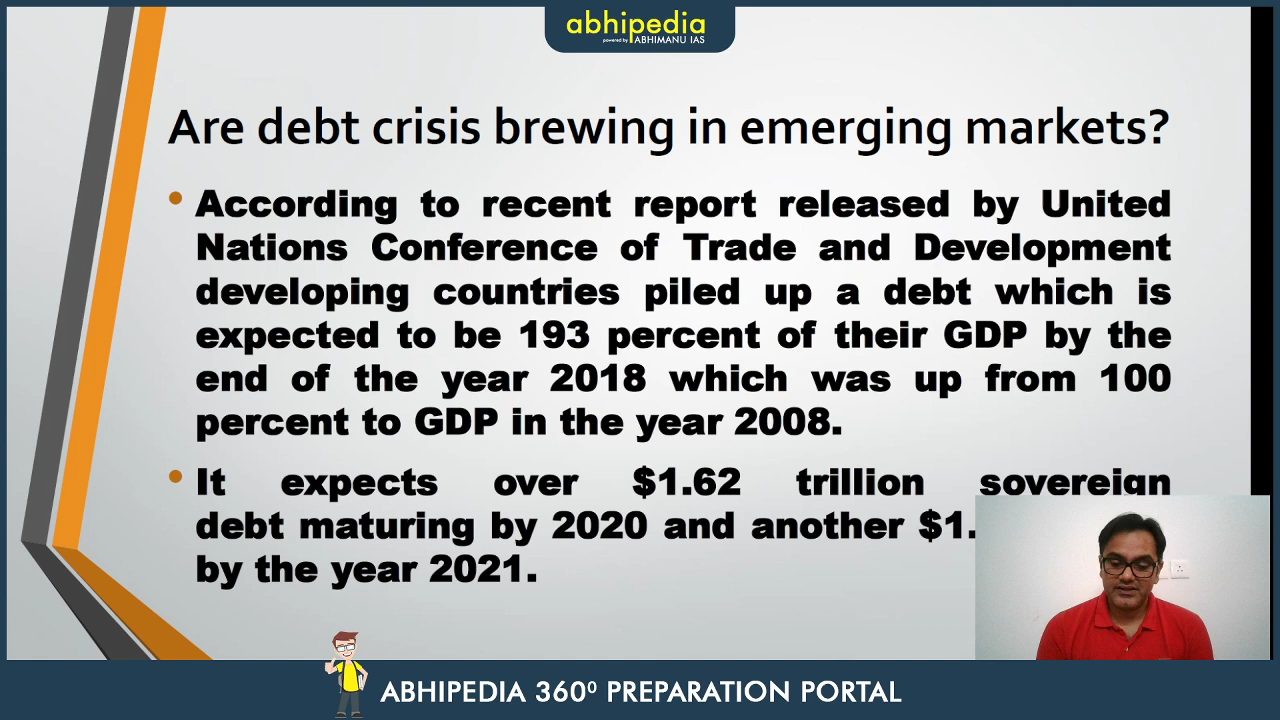 abhipedia
powered by ABHIMANU IAS
Are debt crisis brewing in emerging markets?
• According to recent report released by United
Nations Conference of Trade and Development
developing countries piled up a debt which is
expected to be 193 percent of their GDP by the
end of the year 2018 which was up from 100
percent to GDP in the year 2008.
• It expects over $1.62 trillion sovereign
debt maturing by 2020 and another $1.
by the year 2021.
ABHIPEDIA 360⁰ PREPARATION PORTAL